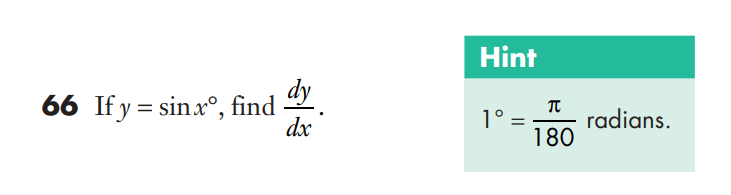 66 If y = sin x°, find dy/dx.
Hint
1° = π/180 radians.